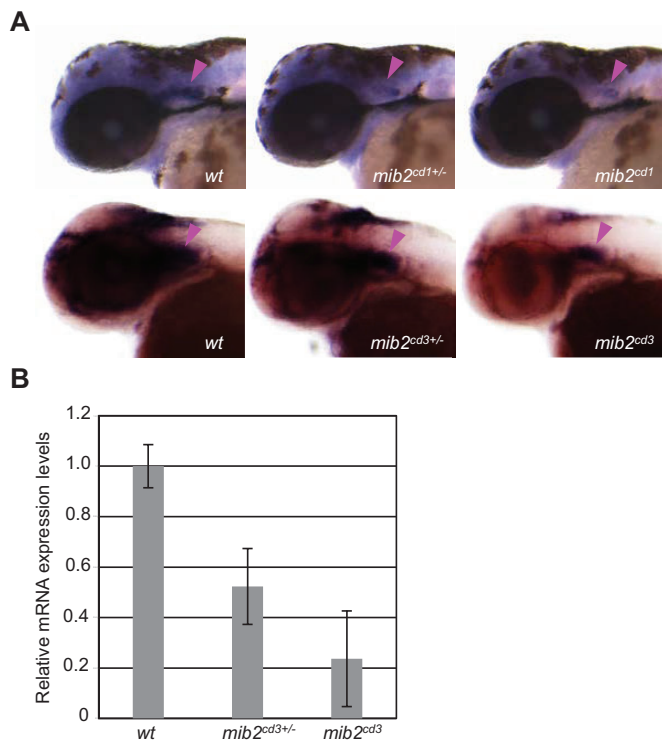 A
wt
mib2cd1+/-
mib2cd1
wt
mib2cd3+/-
mib2cd3
B
Relative mRNA expression levels
1.2
1.0
0.8
0.6
0.4
0.2
0
wt
mib2cd3+/-
mib2cd3